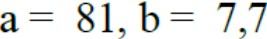 a = 81, b = 7,7